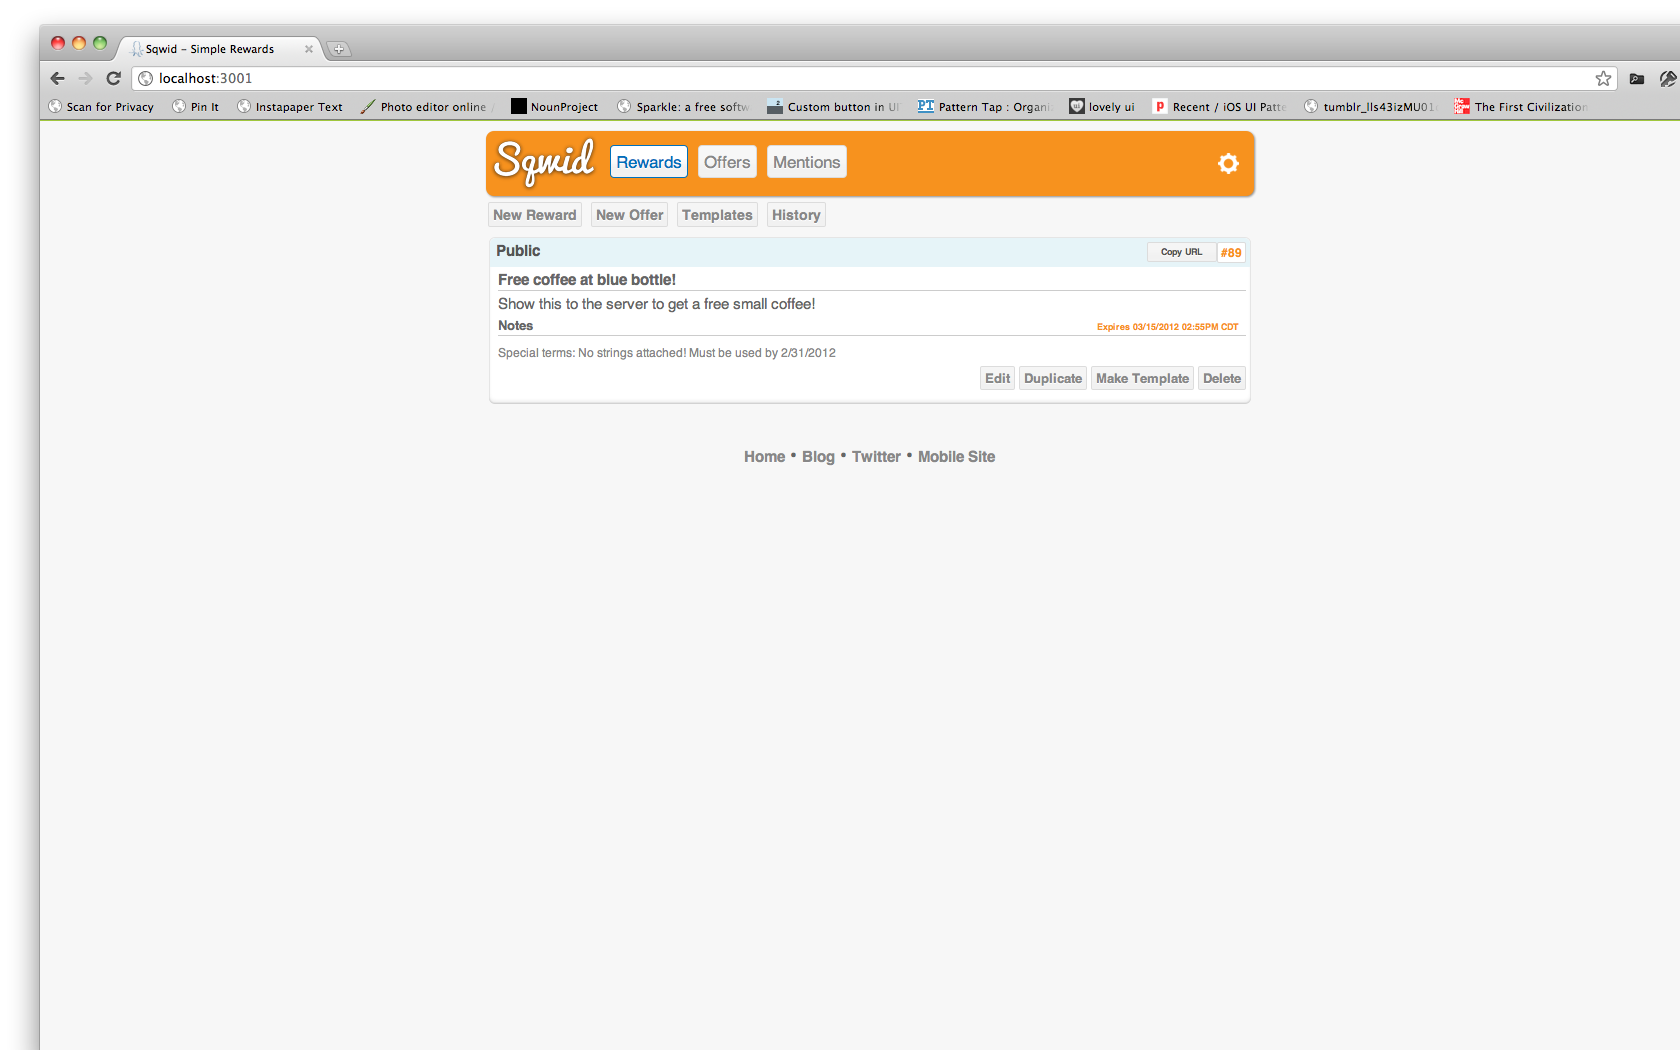 Sqwid – Simple Rewards
localhost:3001
Scan for Privacy Pin It Instapaper Text Photo editor online NounProject Sparkle: a free softw Custom button in UI Pattern Tap : Organi lovely ui Recent / iOS UI Patte tumblr_lls43izMU01 The First Civilization
Sqwid Rewards Offers Mentions
New Reward New Offer Templates History
Public Copy URL #89
Free coffee at blue bottle!
Show this to the server to get a free small coffee!
Notes Expires 03/15/2012 02:55PM CDT
Special terms: No strings attached! Must be used by 2/31/2012
Edit Duplicate Make Template Delete
Home • Blog • Twitter • Mobile Site